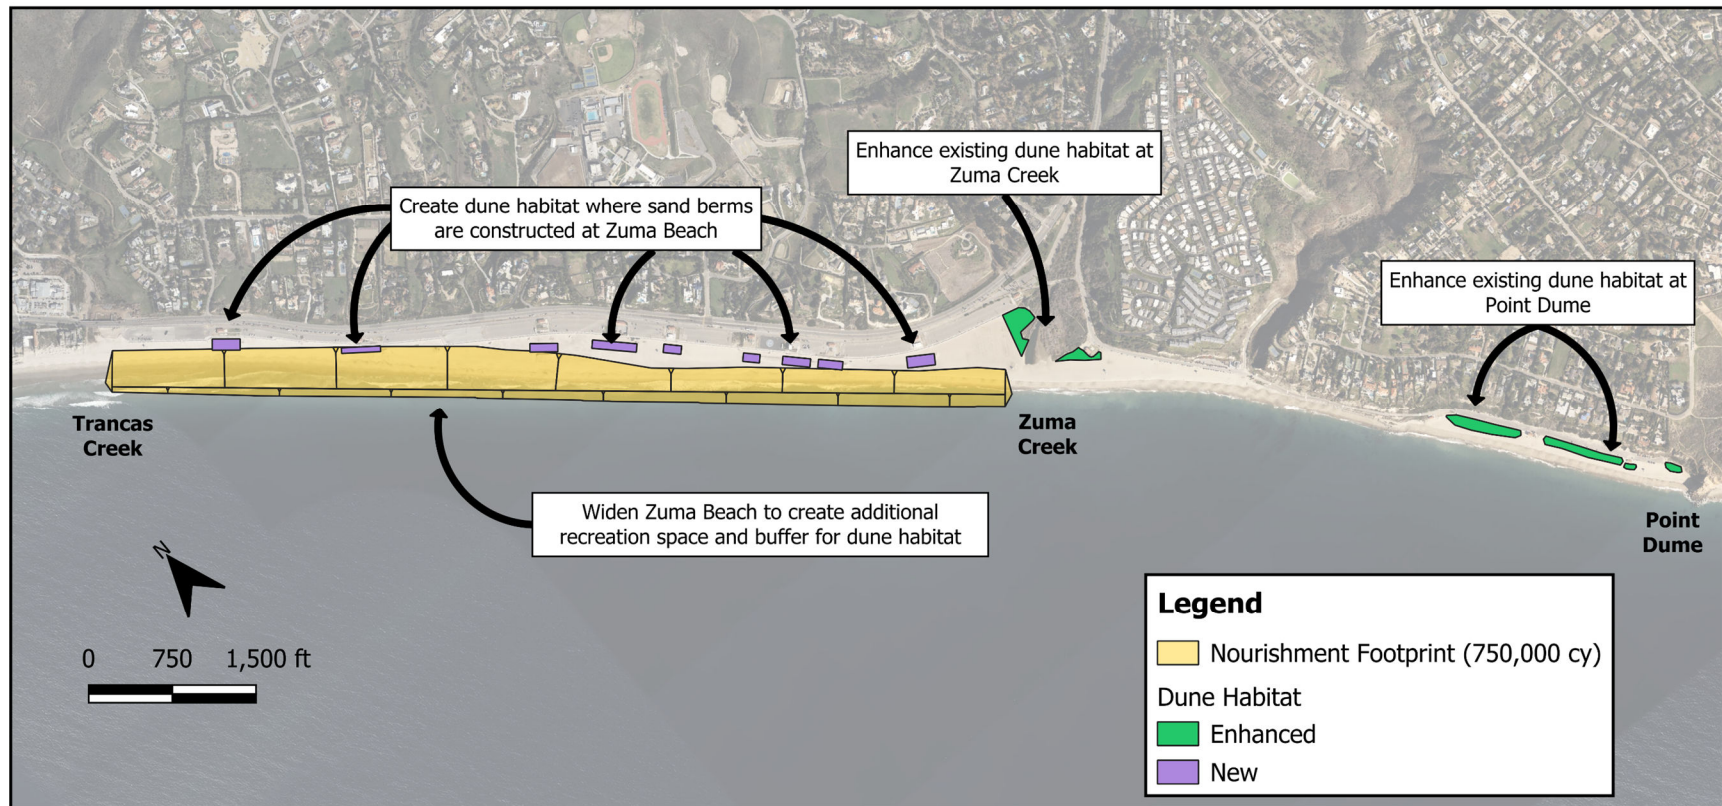 Enhance existing dune habitat at
Zuma Creek
Create dune habitat where sand berms
are constructed at Zuma Beach
Enhance existing dune habitat at
Point Dume
Trancas
Creek
Zuma
Creek
Widen Zuma Beach to create additional
recreation space and buffer for dune habitat
Point
Dume
N
0 750 1,500 ft
Legend
Nourishment Footprint (750,000 cy)
Dune Habitat
Enhanced
New